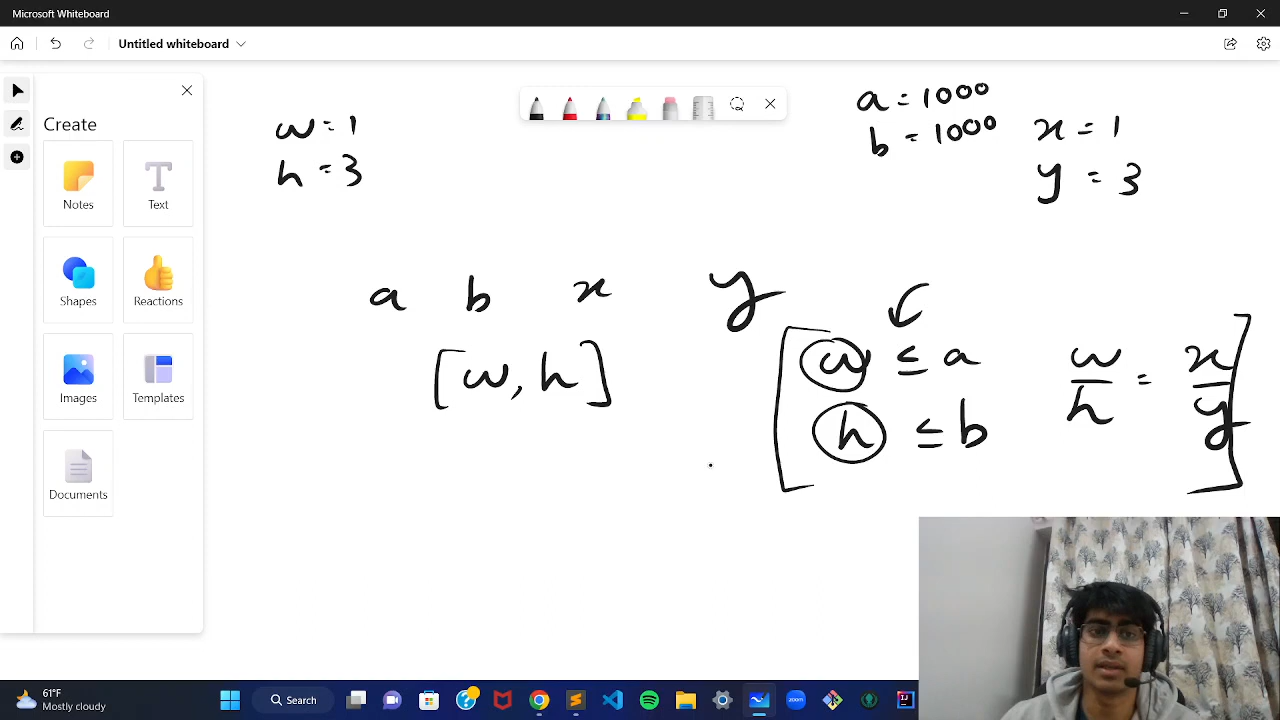 Microsoft Whiteboard
Untitled whiteboard
Create
Notes
Text
Shapes
Reactions
Images
Templates
Documents
w = 1
h = 3
a = 1000
b = 1000
x = 1
y = 3
a b x y
[w, h]
w ≤ a
h ≤ b
w/h = x/y
6°F
Mostly cloudy
Search